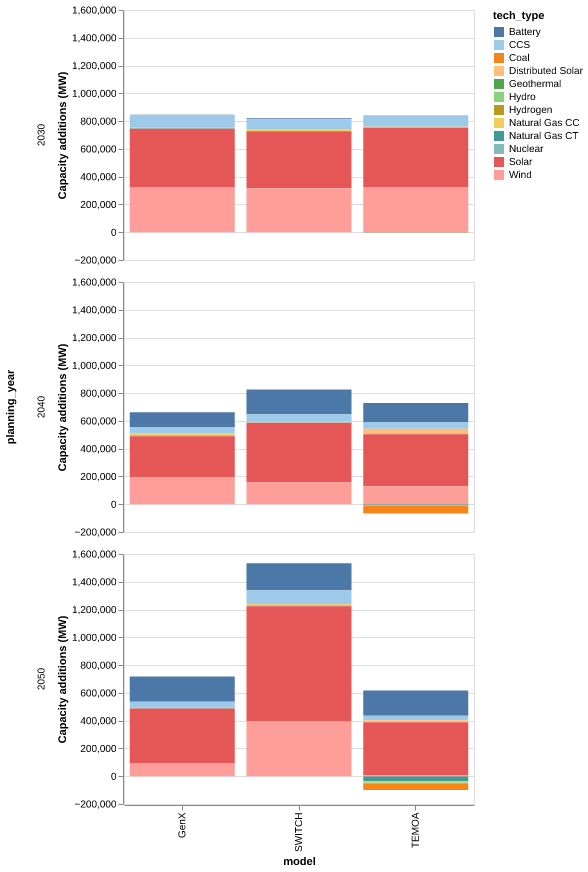 tech_type
Battery
CCS
Coal
Distributed Solar
Geothermal
Hydro
Hydrogen
Natural Gas CC
Natural Gas CT
Nuclear
Solar
Wind
planning_year
2030
Capacity additions (MW)
1,600,000
1,400,000
1,200,000
1,000,000
800,000
600,000
400,000
200,000
0
−200,000
2040
Capacity additions (MW)
1,600,000
1,400,000
1,200,000
1,000,000
800,000
600,000
400,000
200,000
0
−200,000
2050
Capacity additions (MW)
1,600,000
1,400,000
1,200,000
1,000,000
800,000
600,000
400,000
200,000
0
−200,000
GenX
SWITCH
TEMOA
model